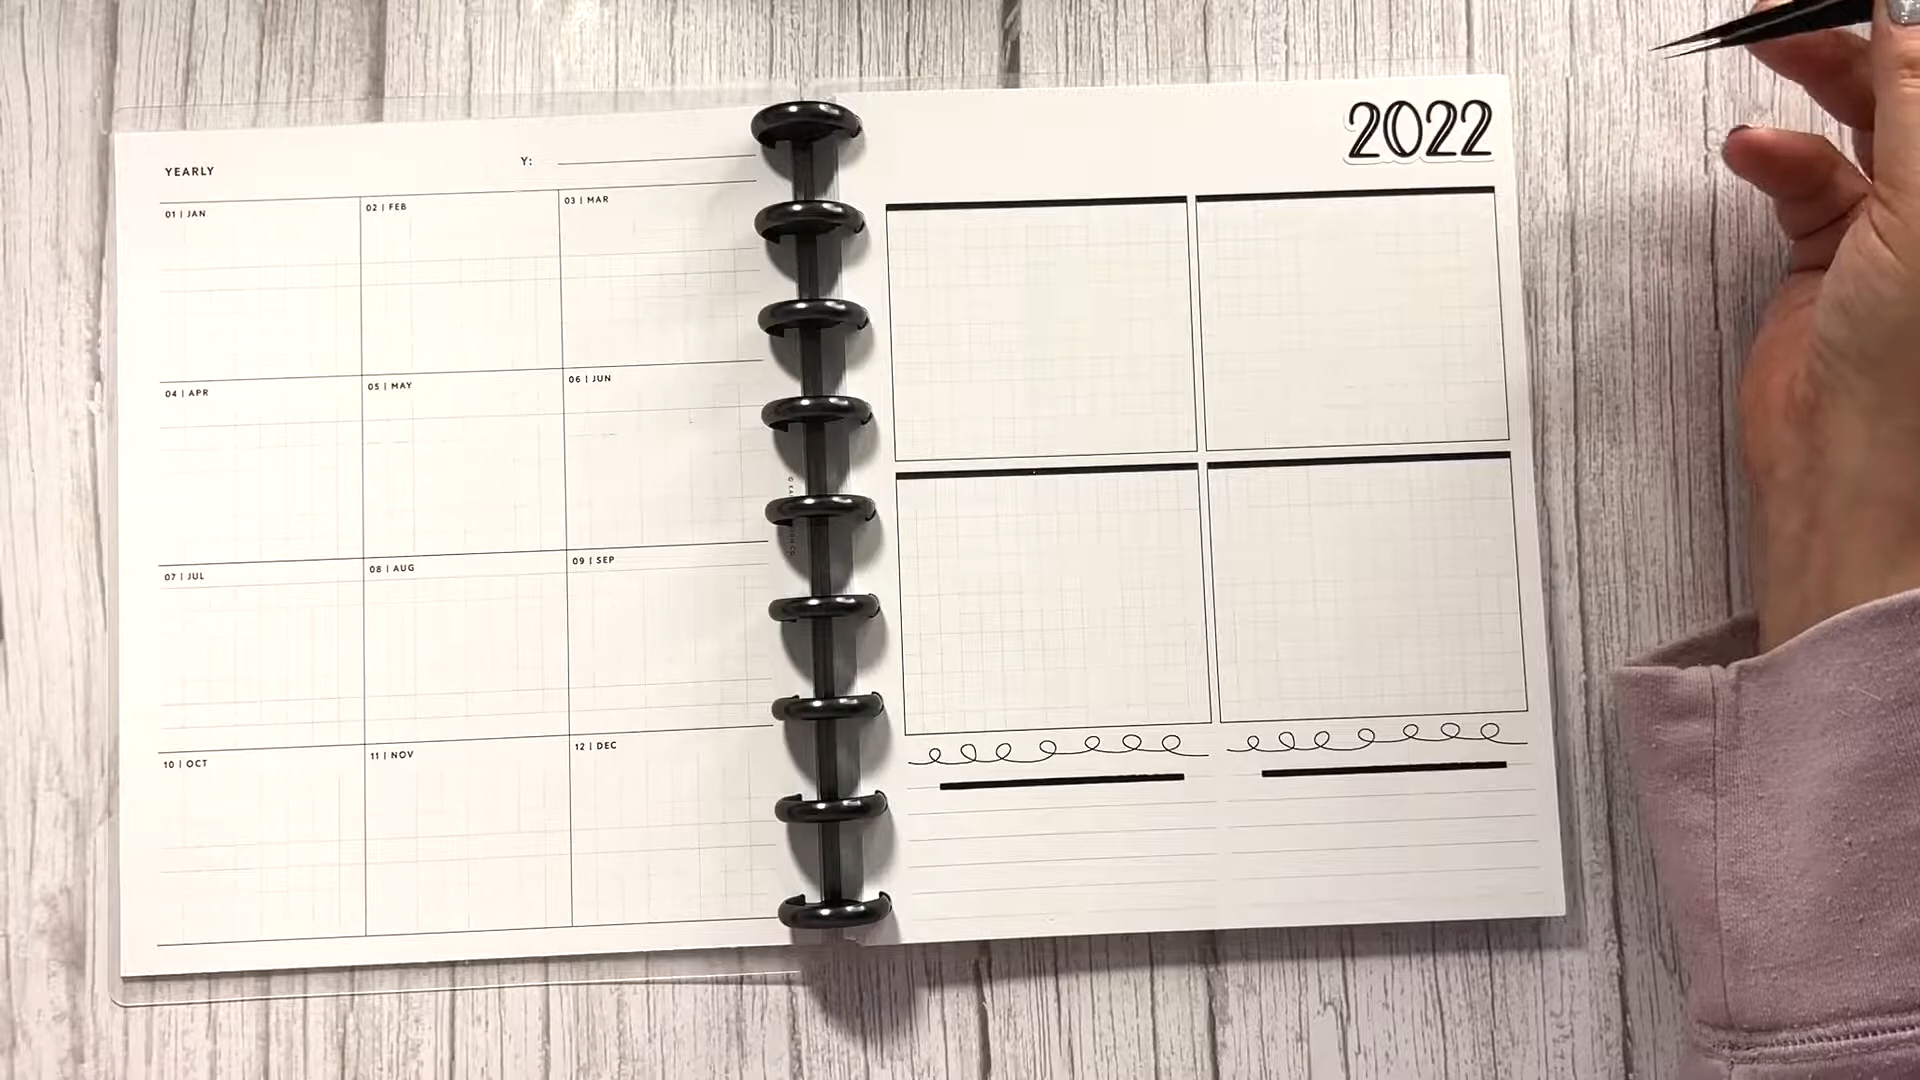 YEARLY
Y:
01 | JAN
02 | FEB
03 | MAR
04 | APR
05 | MAY
06 | JUN
07 | JUL
08 | AUG
09 | SEP
10 | OCT
11 | NOV
12 | DEC
2022